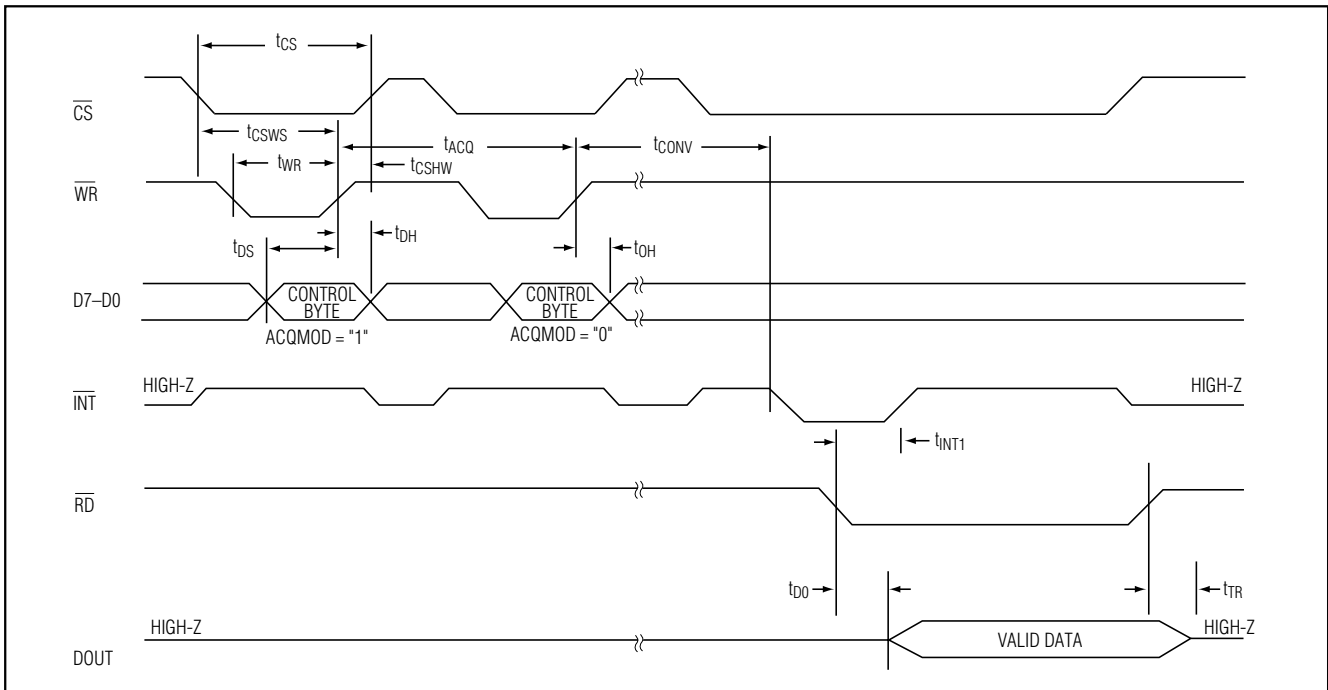 tCS
CS
tCSWS
tACQ
tCONV
tWR
tCSHW
WR
tDS
tDH
tOH
D7–D0
CONTROL
BYTE
CONTROL
BYTE
ACQMOD = "1"
ACQMOD = "0"
HIGH-Z
HIGH-Z
INT
tINT1
RD
tD0
tTR
HIGH-Z
VALID DATA
HIGH-Z
DOUT